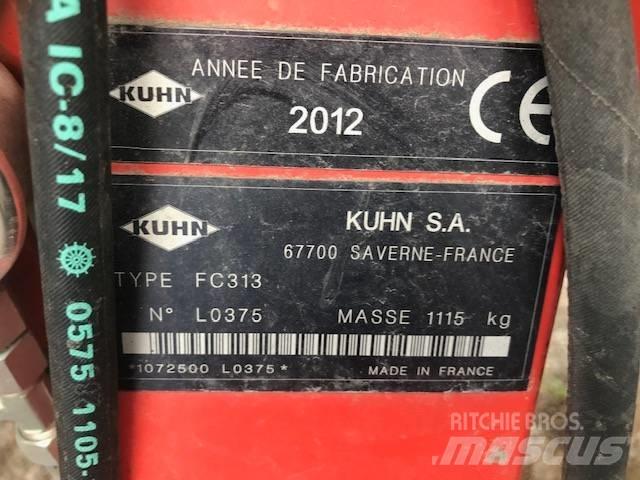 ANNEE DE FABRICATION
KUHN
2012
CE
KUHN
KUHN S.A.
67700 SAVERNE-FRANCE
TYPE FC313
N° L0375 MASSE 1115 kg
*1072500 L0375*
MADE IN FRANCE
A IC-8/17 0575 1105
RITCHIE BROS.
mascus